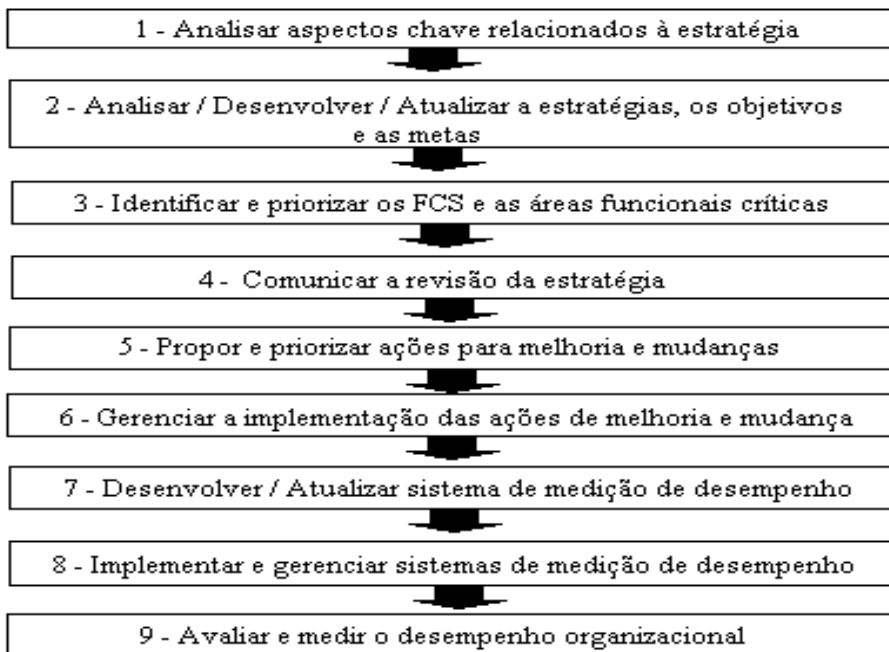 1 - Analisar aspectos chave relacionados à estratégia
2 - Analisar / Desenvolver / Atualizar a estratégias, os objetivos
e as metas
3 - Identificar e priorizar os FCS e as áreas funcionais críticas
4 - Comunicar a revisão da estratégia
5 - Propor e priorizar ações para melhoria e mudanças
6 - Gerenciar a implementação das ações de melhoria e mudança
7 - Desenvolver / Atualizar sistema de medição de desempenho
8 - Implementar e gerenciar sistemas de medição de desempenho
9 - Avaliar e medir o desempenho organizacional